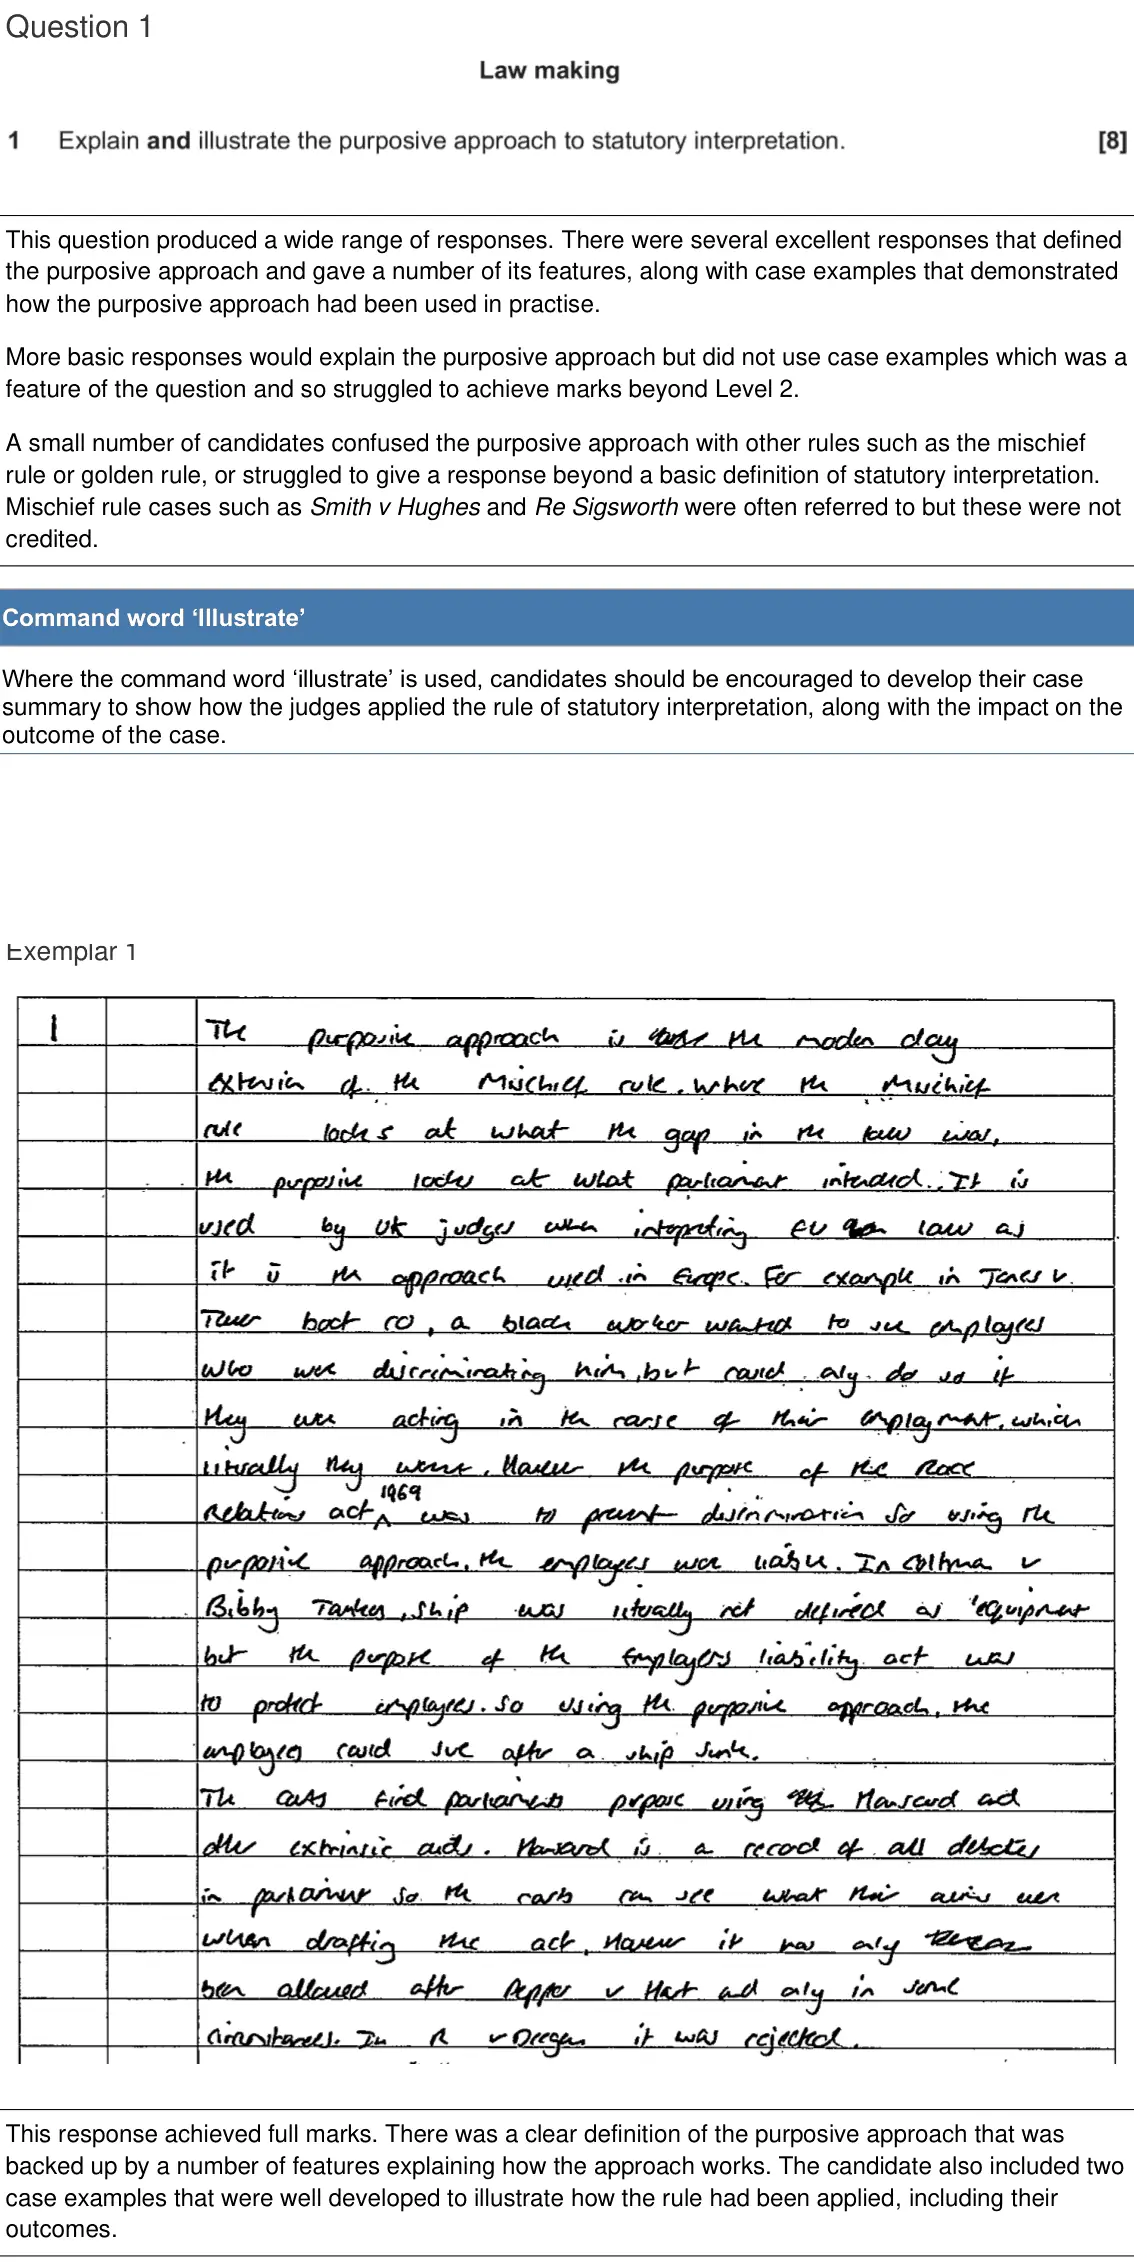 Question 1
Law making
1 Explain and illustrate the purposive approach to statutory interpretation. [8]
This question produced a wide range of responses. There were several excellent responses that defined
the purposive approach and gave a number of its features, along with case examples that demonstrated
how the purposive approach had been used in practise.
More basic responses would explain the purposive approach but did not use case examples which was a
feature of the question and so struggled to achieve marks beyond Level 2.
A small number of candidates confused the purposive approach with other rules such as the mischief
rule or golden rule, or struggled to give a response beyond a basic definition of statutory interpretation.
Mischief rule cases such as Smith v Hughes and Re Sigsworth were often referred to but these were not
credited.
Command word ‘Illustrate’
Where the command word ‘illustrate’ is used, candidates should be encouraged to develop their case
summary to show how the judges applied the rule of statutory interpretation, along with the impact on the
outcome of the case.
Exemplar 1
1 The purposive approach is the modern day
extension of the Mischief rule. Where the Mischief
rule looks at what the gap in the law was,
the purposive looks at what parliament intended. It is
used by UK judges when interpreting EU law as
it is the approach used in Europe. For example in Jones v
Tower boot co, a black worker wanted to sue employees
who were discriminating him, but could only do so if
they were acting in the corse of their employment, which
literally they weren't. However the purpose of the Race
Relations act 1969 was to prevent discrimination so using the
purposive approach, the employees were liable. In Coltman v
Bibby Tankers, ship was literally not defined as 'equipment
but the purpose of the Employers liability act was
to protect employees. So using the purposive approach, the
employees could sue after a ship sunk.
The courts find parliaments purpose using Hansard and
other extrinsic aids. Hansard is a record of all debates
in parliament so the courts can see what their aims were
when drafting the act. However it has only
been allowed after Pepper v Hart and only in some
circumstances. In R v Deegan it was rejected.
This response achieved full marks. There was a clear definition of the purposive approach that was
backed up by a number of features explaining how the approach works. The candidate also included two
case examples that were well developed to illustrate how the rule had been applied, including their
outcomes.